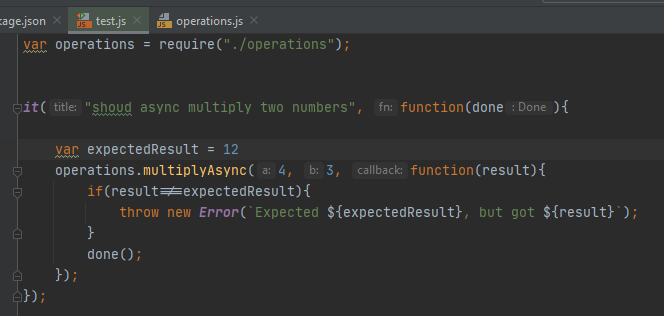 kage.json × test.js × operations.js ×
var operations = require("./operations");
it( title: "shoud async multiply two numbers", fn: function(done : Done ){
var expectedResult = 12
operations.multiplyAsync( a: 4, b: 3, callback: function(result){
if(result!==expectedResult){
throw new Error(`Expected ${expectedResult}, but got ${result}`);
}
done();
});
});